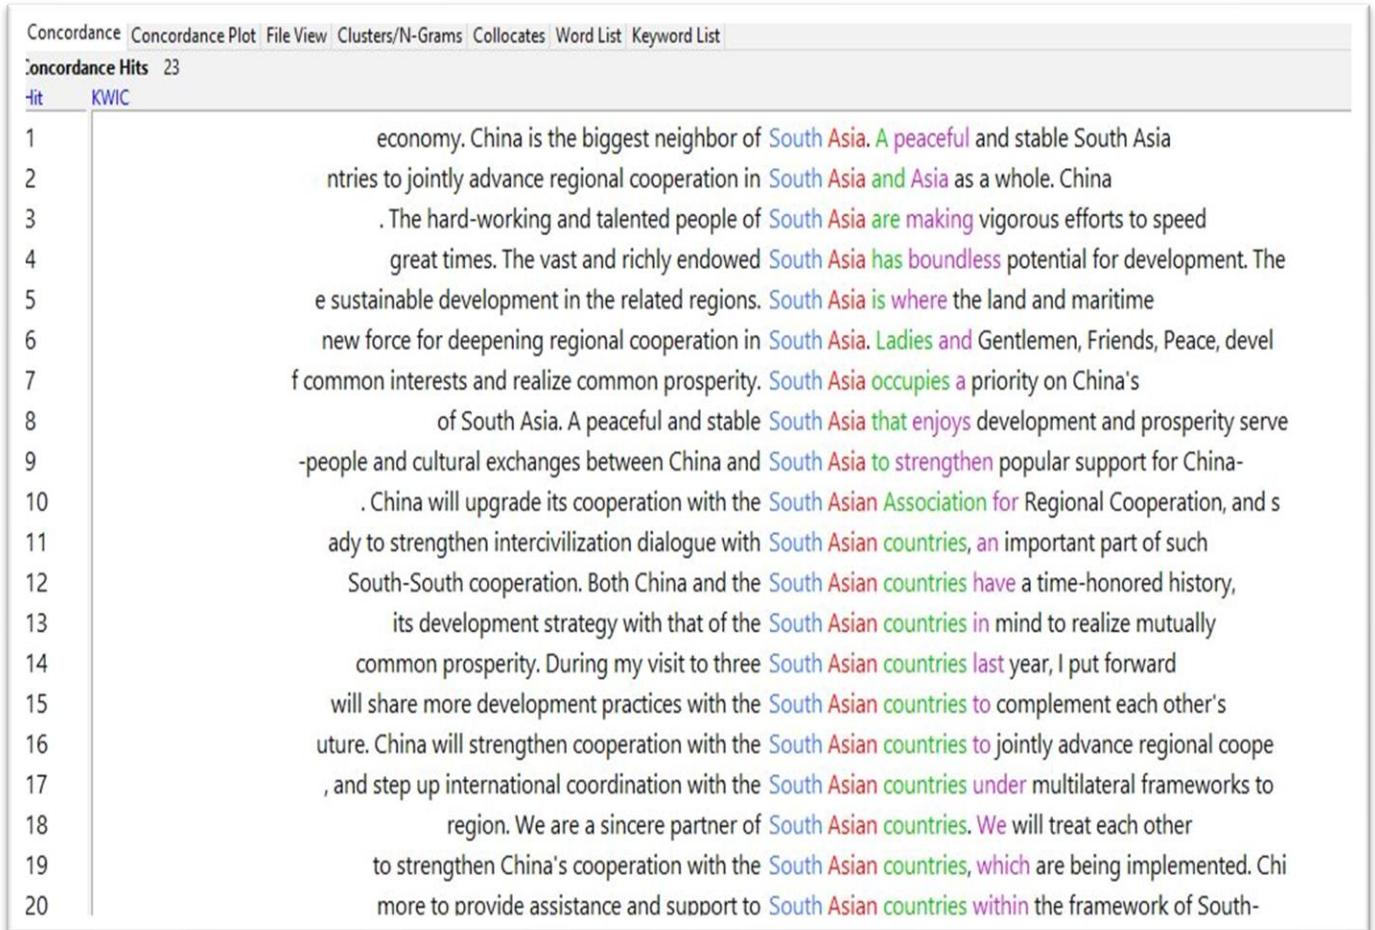 Concordance Concordance Plot File View Clusters/N-Grams Collocates Word List Keyword List
oncordance Hits 23
Hit KWIC
1 economy. China is the biggest neighbor of South Asia. A peaceful and stable South Asia
2 ntries to jointly advance regional cooperation in South Asia and Asia as a whole. China
3 . The hard-working and talented people of South Asia are making vigorous efforts to speed
4 great times. The vast and richly endowed South Asia has boundless potential for development. The
5 e sustainable development in the related regions. South Asia is where the land and maritime
6 new force for deepening regional cooperation in South Asia. Ladies and Gentlemen, Friends, Peace, devel
7 f common interests and realize common prosperity. South Asia occupies a priority on China's
8 of South Asia. A peaceful and stable South Asia that enjoys development and prosperity serve
9 -people and cultural exchanges between China and South Asia to strengthen popular support for China-
10 . China will upgrade its cooperation with the South Asian Association for Regional Cooperation, and s
11 ady to strengthen intercivilization dialogue with South Asian countries, an important part of such
12 South-South cooperation. Both China and the South Asian countries have a time-honored history,
13 its development strategy with that of the South Asian countries in mind to realize mutually
14 common prosperity. During my visit to three South Asian countries last year, I put forward
15 will share more development practices with the South Asian countries to complement each other's
16 uture. China will strengthen cooperation with the South Asian countries to jointly advance regional coope
17 , and step up international coordination with the South Asian countries under multilateral frameworks to
18 region. We are a sincere partner of South Asian countries. We will treat each other
19 to strengthen China's cooperation with the South Asian countries, which are being implemented. Chi
20 more to provide assistance and support to South Asian countries within the framework of South-